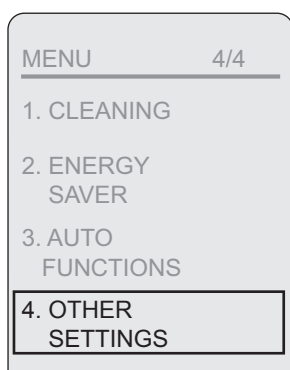 MENU 4/4
1. CLEANING
2. ENERGY
SAVER
3. AUTO
FUNCTIONS
4. OTHER
SETTINGS